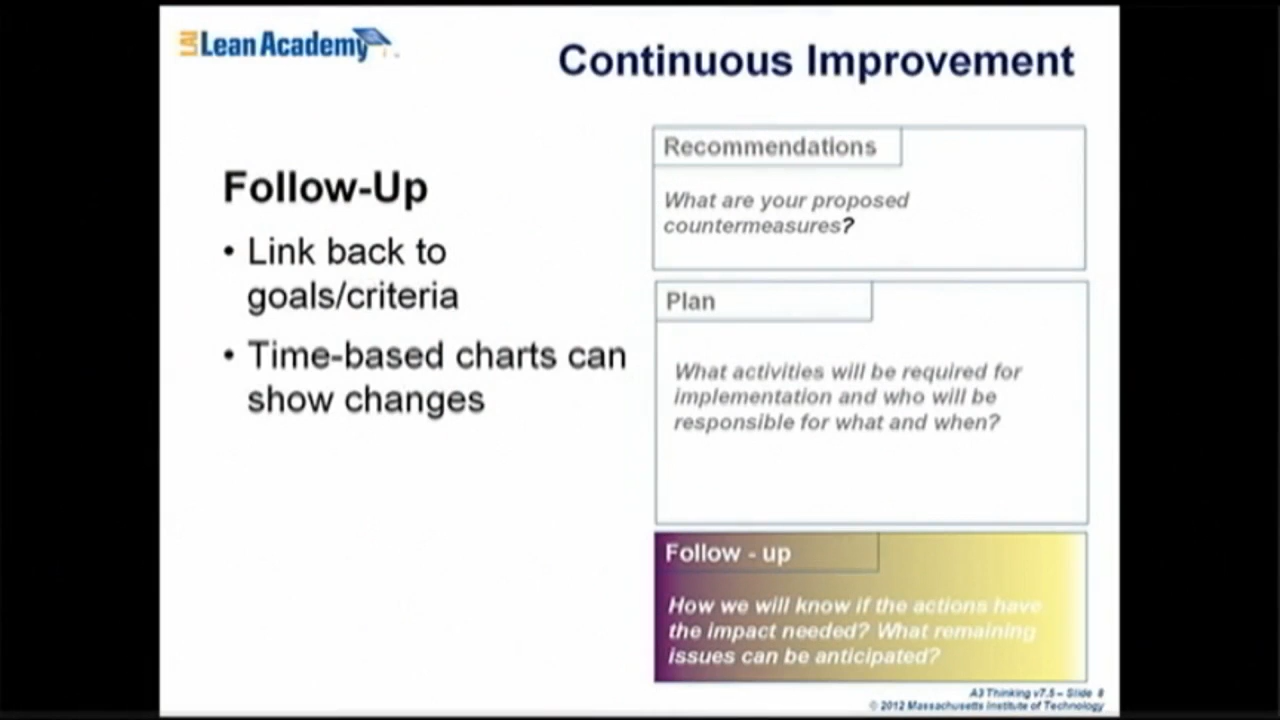 LAI Lean Academy
Continuous Improvement
Follow-Up
• Link back to
goals/criteria
• Time-based charts can
show changes
Recommendations
What are your proposed
countermeasures?
Plan
What activities will be required for
implementation and who will be
responsible for what and when?
Follow - up
How we will know if the actions have
the impact needed? What remaining
issues can be anticipated?
A3 Thinking v7.5 – Slide 8
© 2012 Massachusetts Institute of Technology